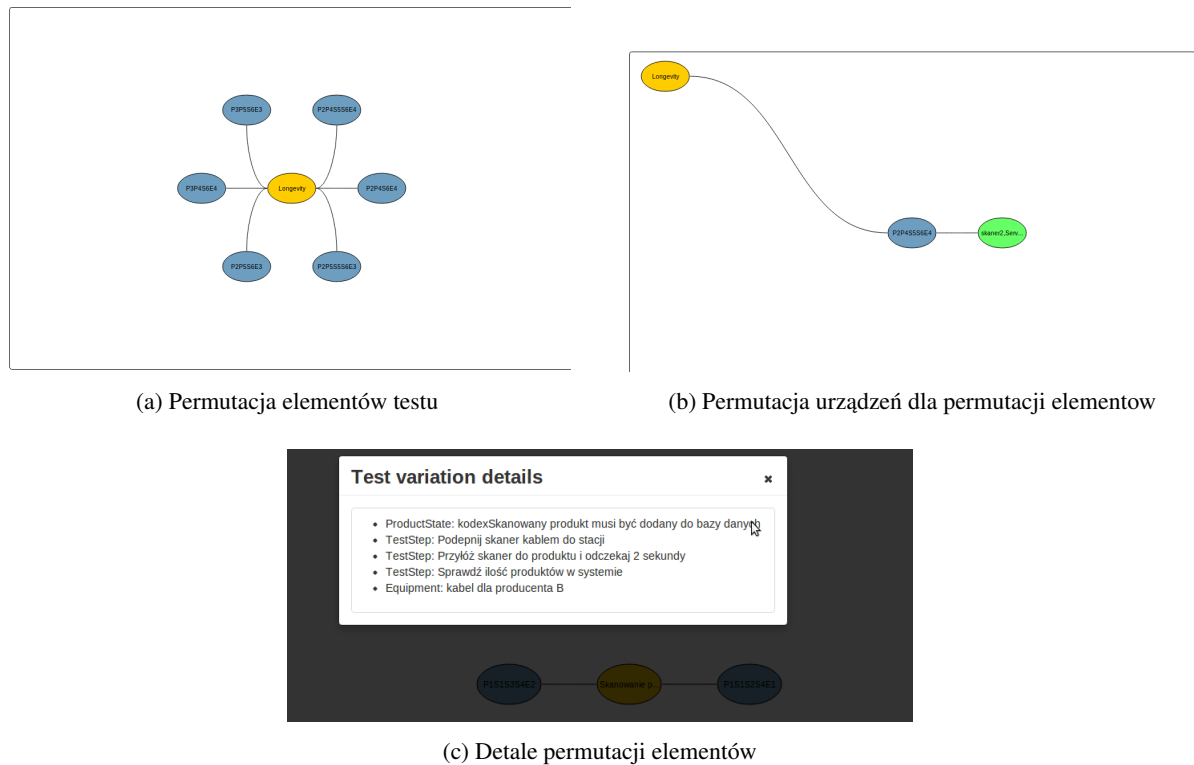 P3P5S6E3
P2P4S5S6E4
P3P4S6E4
Longevity
P2P4S6E4
P2P5S6E3
P2P5S5S6E3
(a) Permutacja elementów testu
Longevity
P2P4S5S6E4
skaner2,Serv...
(b) Permutacja urządzeń dla permutacji elementow
Test variation details
×
• ProductState: kodexSkanowany produkt musi być dodany do bazy danych
• TestStep: Podepnij skaner kablem do stacji
• TestStep: Przyłóż skaner do produktu i odczekaj 2 sekundy
• TestStep: Sprawdź ilość produktów w systemie
• Equipment: kabel dla producenta B
P1S1S3S4E2
Skanowanie p...
P1S1S2S4E1
(c) Detale permutacji elementów